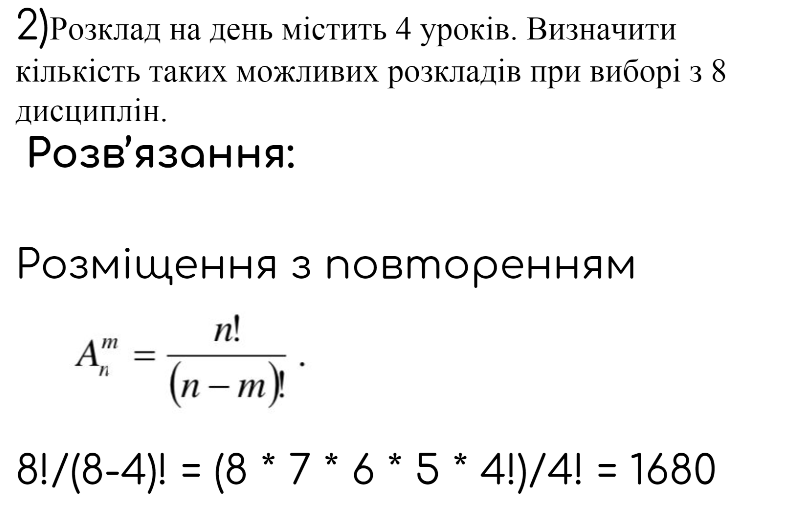 2)Розклад на день містить 4 уроків. Визначити
кількість таких можливих розкладів при виборі з 8
дисциплін.
Розв’язання:
Розміщення з повторенням
A_n^m = n!/(n − m)! .
8!/(8-4)! = (8 * 7 * 6 * 5 * 4!)/4! = 1680